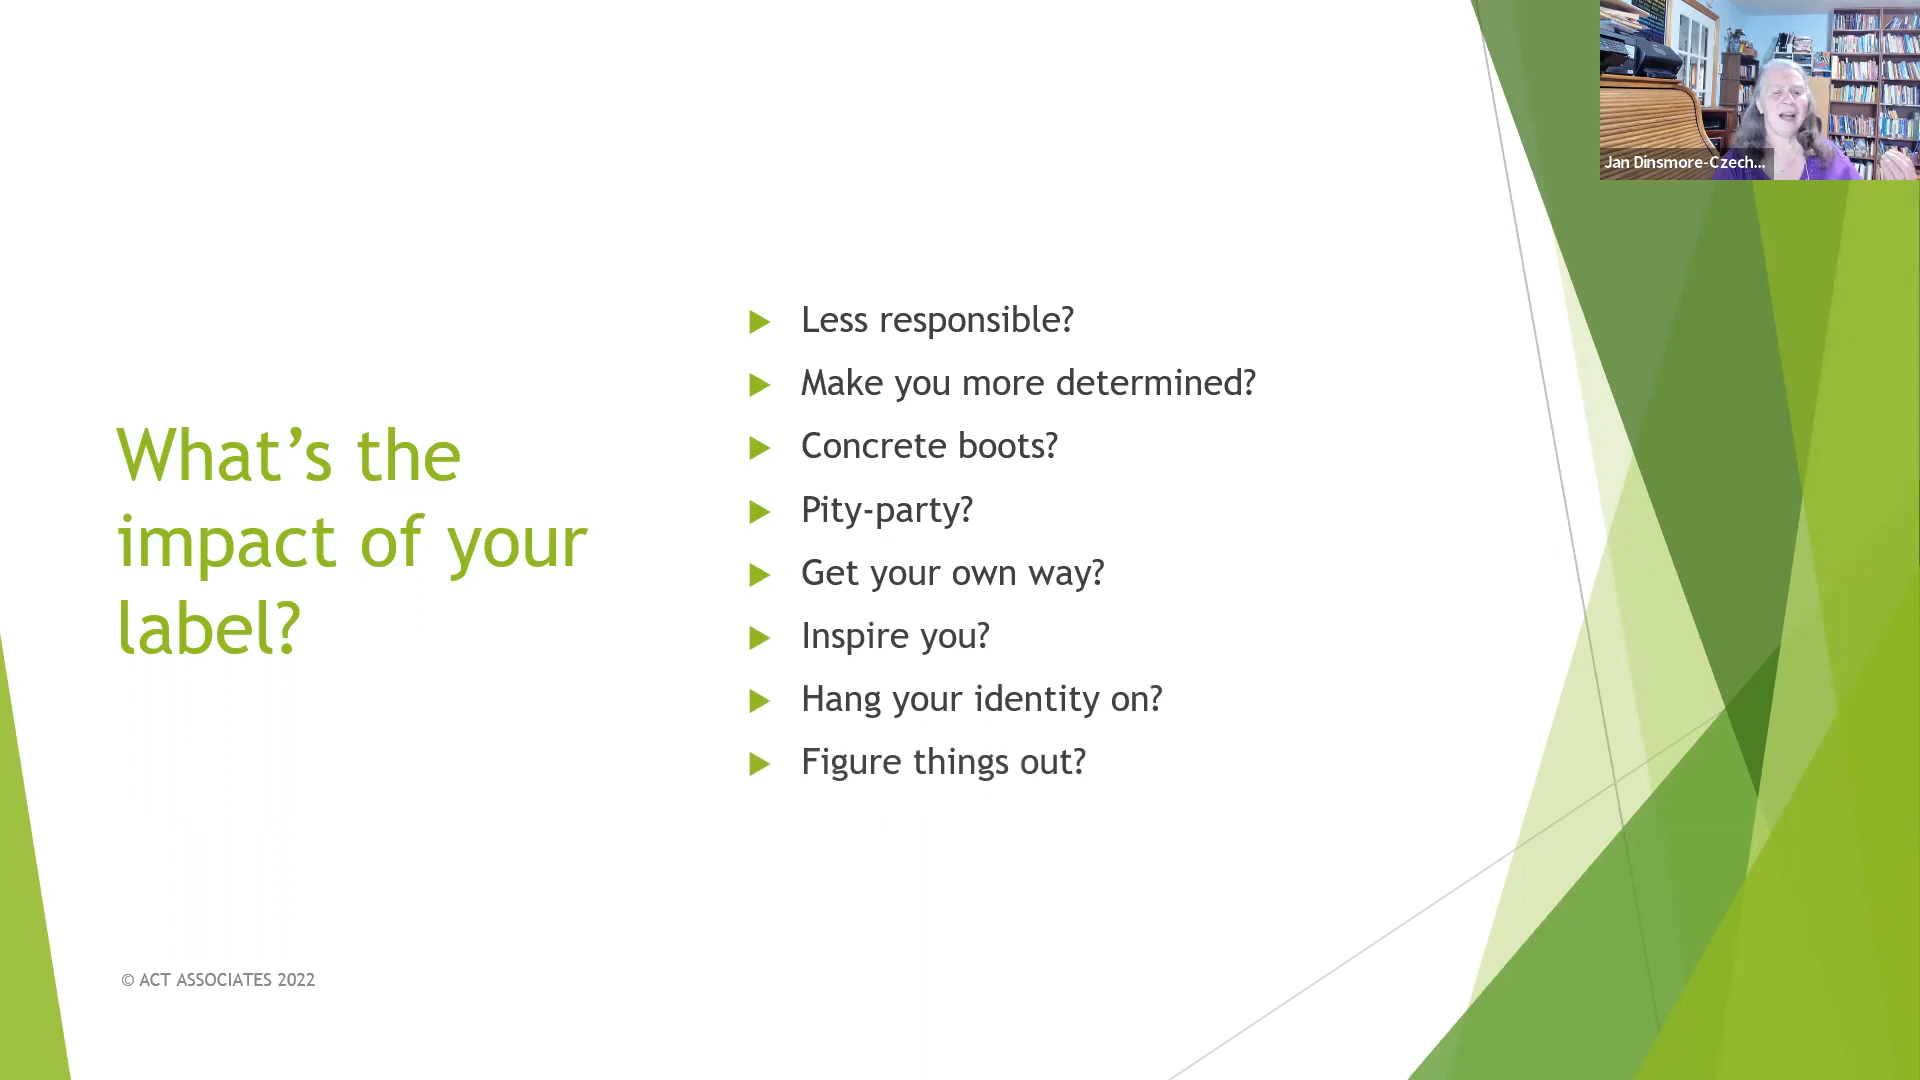 Jan Dinsmore-Czech...
What’s the
impact of your
label?
Less responsible?
Make you more determined?
Concrete boots?
Pity-party?
Get your own way?
Inspire you?
Hang your identity on?
Figure things out?
© ACT ASSOCIATES 2022